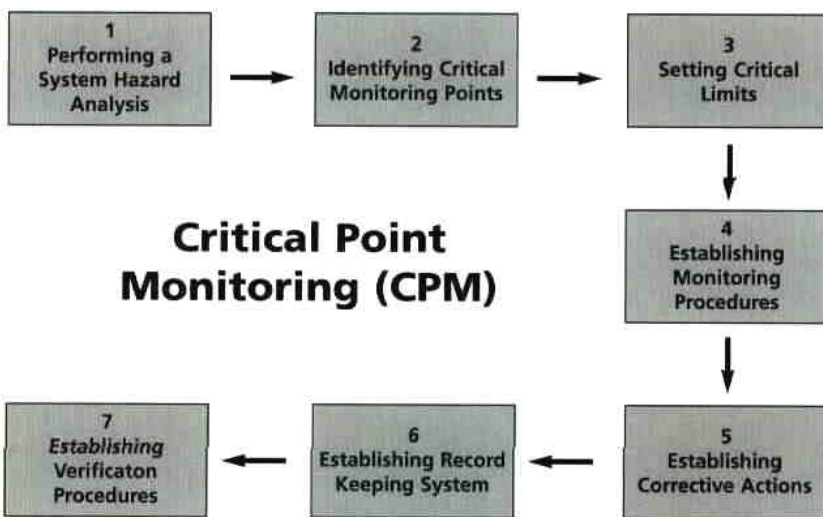 1
Performing a
System Hazard
Analysis
2
Identifying Critical
Monitoring Points
3
Setting Critical
Limits
Critical Point
Monitoring (CPM)
4
Establishing
Monitoring
Procedures
5
Establishing
Corrective Actions
6
Establishing Record
Keeping System
7
Establishing
Verificaton
Procedures